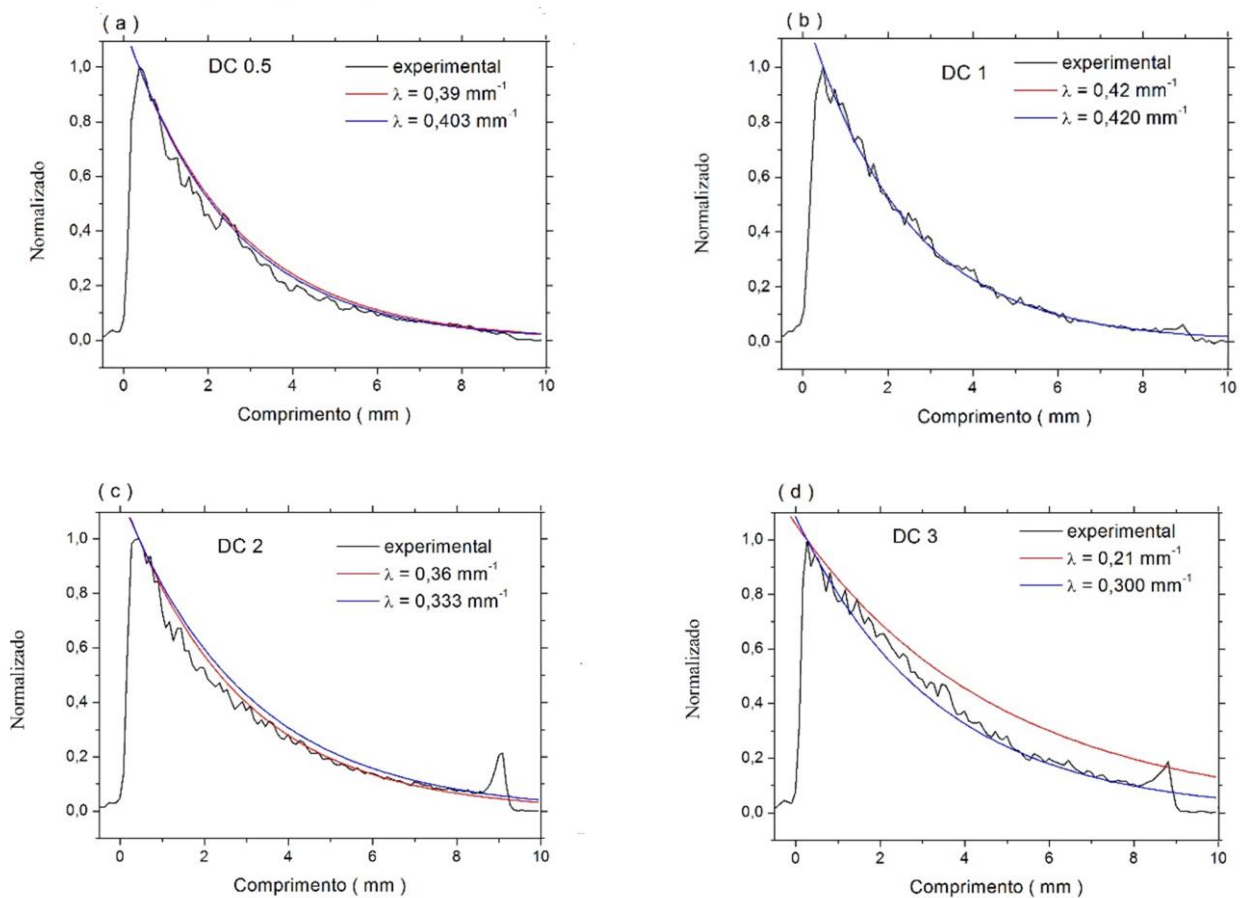 ( a )
DC 0.5
experimental
λ = 0,39 mm⁻¹
λ = 0,403 mm⁻¹
1,0
0,8
0,6
0,4
0,2
0,0
Normalizado
0 2 4 6 8 10
Comprimento ( mm )
( b )
DC 1
experimental
λ = 0,42 mm⁻¹
λ = 0,420 mm⁻¹
1,0
0,8
0,6
0,4
0,2
0,0
Normalizado
0 2 4 6 8 10
Comprimento ( mm )
( c )
DC 2
experimental
λ = 0,36 mm⁻¹
λ = 0,333 mm⁻¹
1,0
0,8
0,6
0,4
0,2
0,0
Normalizado
0 2 4 6 8 10
Comprimento ( mm )
( d )
DC 3
experimental
λ = 0,21 mm⁻¹
λ = 0,300 mm⁻¹
1,0
0,8
0,6
0,4
0,2
0,0
Normalizado
0 2 4 6 8 10
Comprimento ( mm )